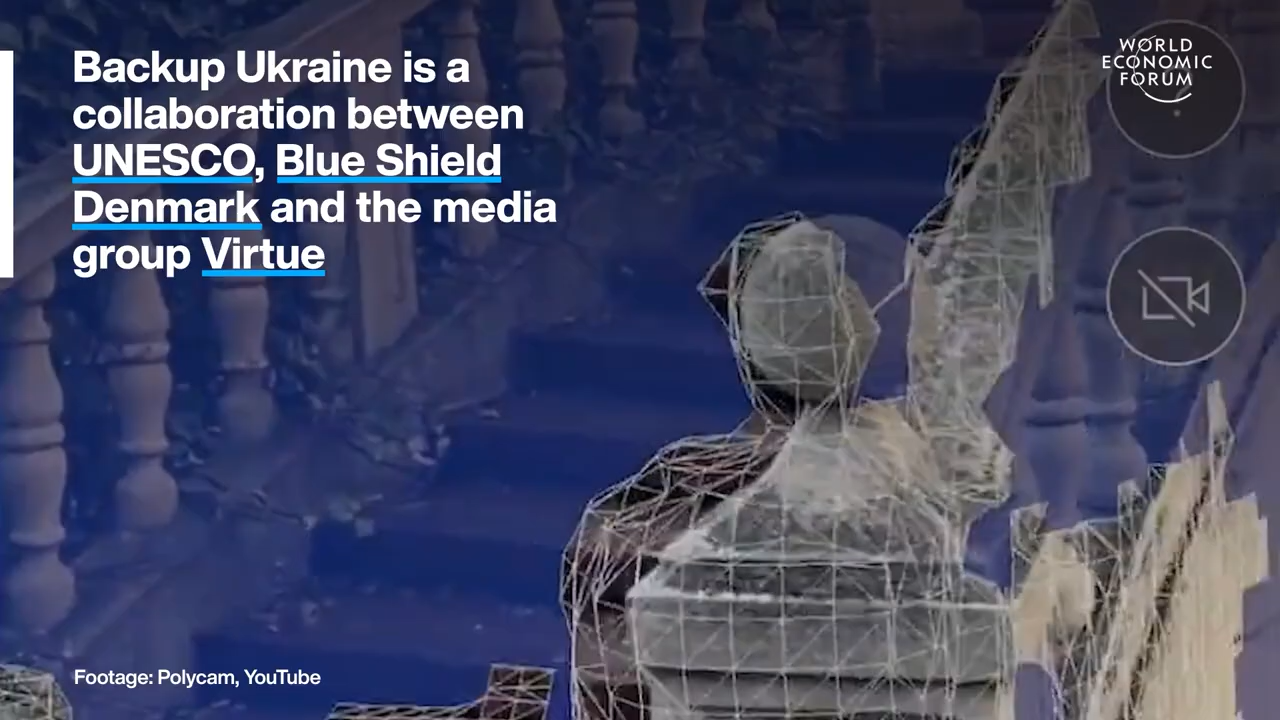 Backup Ukraine is a
collaboration between
UNESCO, Blue Shield
Denmark and the media
group Virtue
WORLD
ECONOMIC
FORUM
Footage: Polycam, YouTube